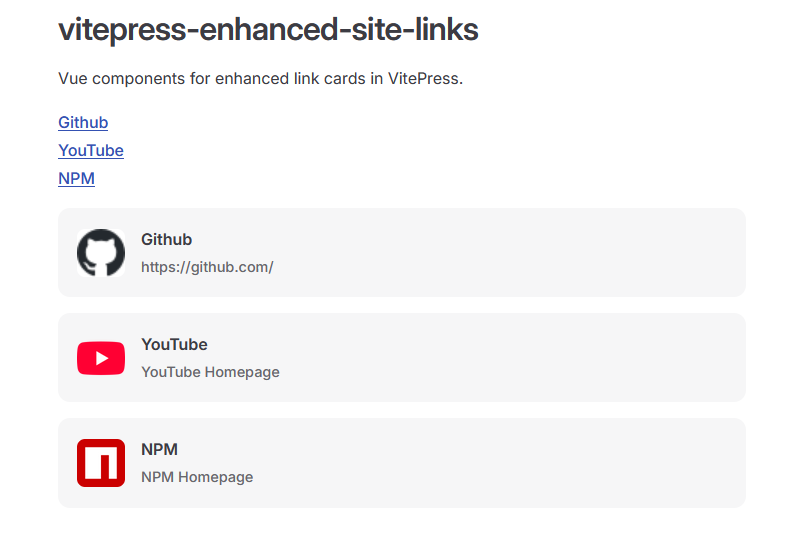 vitepress-enhanced-site-links
Vue components for enhanced link cards in VitePress.
Github
YouTube
NPM
Github
https://github.com/
YouTube
YouTube Homepage
NPM
NPM Homepage